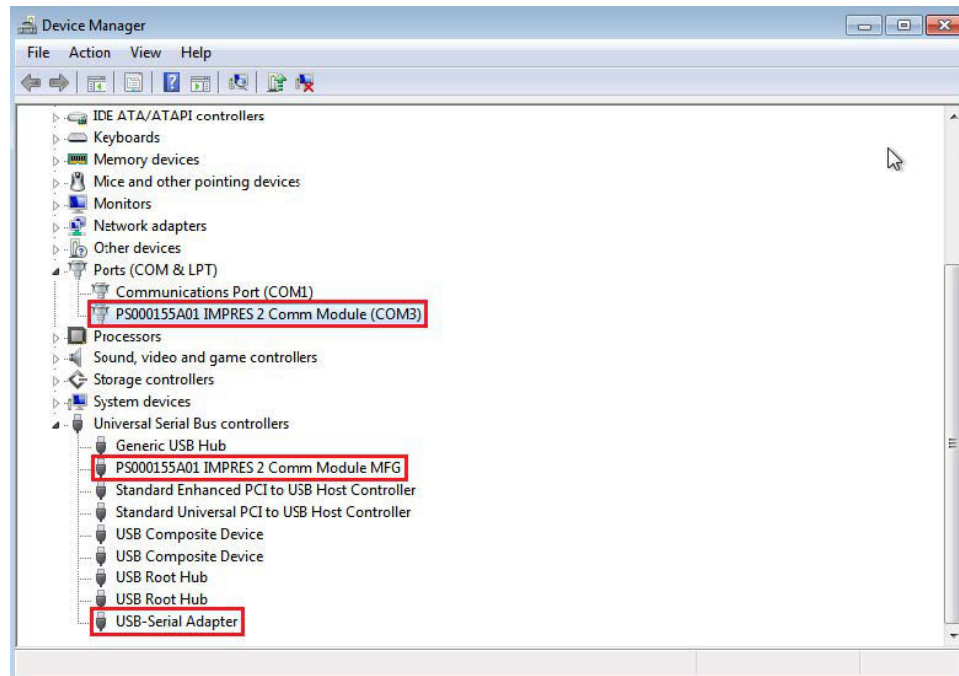 Device Manager
File Action View Help
IDE ATA/ATAPI controllers
Keyboards
Memory devices
Mice and other pointing devices
Monitors
Network adapters
Other devices
Ports (COM & LPT)
Communications Port (COM1)
PS000155A01 IMPRES 2 Comm Module (COM3)
Processors
Sound, video and game controllers
Storage controllers
System devices
Universal Serial Bus controllers
Generic USB Hub
PS000155A01 IMPRES 2 Comm Module MFG
Standard Enhanced PCI to USB Host Controller
Standard Universal PCI to USB Host Controller
USB Composite Device
USB Composite Device
USB Root Hub
USB Root Hub
USB-Serial Adapter